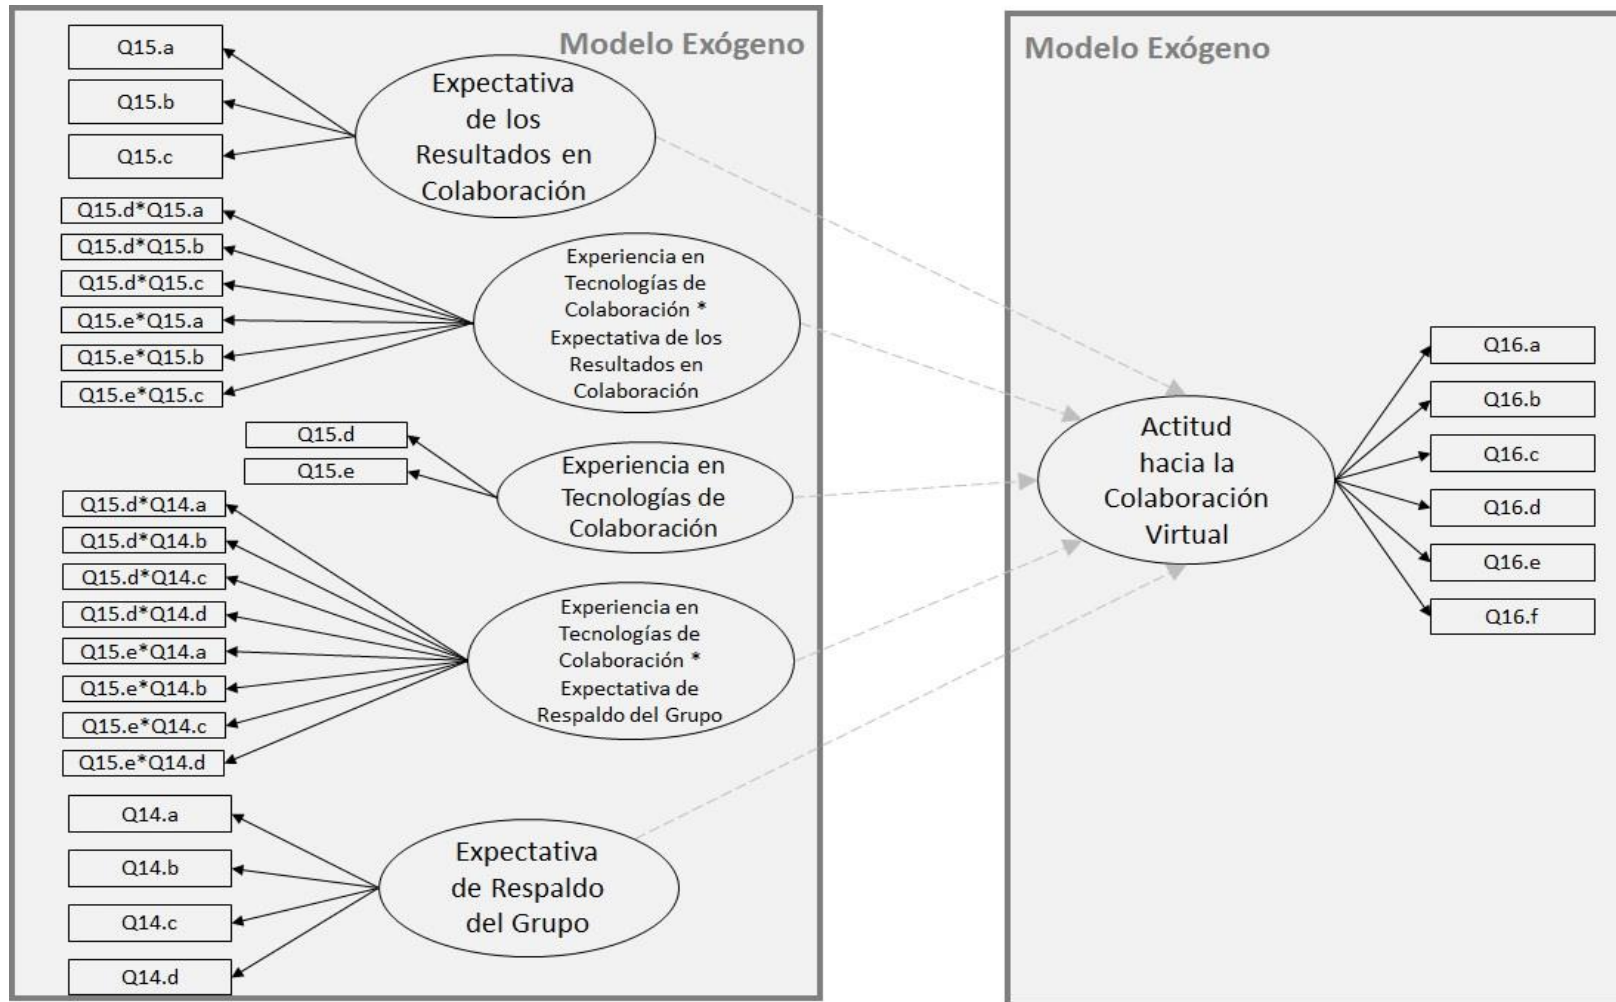 Modelo Exógeno
Q15.a
Q15.b
Q15.c
Expectativa
de los
Resultados en
Colaboración
Q15.d*Q15.a
Q15.d*Q15.b
Q15.d*Q15.c
Q15.e*Q15.a
Q15.e*Q15.b
Q15.e*Q15.c
Experiencia en
Tecnologías de
Colaboración *
Expectativa de los
Resultados en
Colaboración
Q15.d
Q15.e
Experiencia en
Tecnologías de
Colaboración
Q15.d*Q14.a
Q15.d*Q14.b
Q15.d*Q14.c
Q15.d*Q14.d
Q15.e*Q14.a
Q15.e*Q14.b
Q15.e*Q14.c
Q15.e*Q14.d
Experiencia en
Tecnologías de
Colaboración *
Expectativa de
Respaldo del Grupo
Q14.a
Q14.b
Q14.c
Q14.d
Expectativa
de Respaldo
del Grupo
Modelo Exógeno
Actitud
hacia la
Colaboración
Virtual
Q16.a
Q16.b
Q16.c
Q16.d
Q16.e
Q16.f